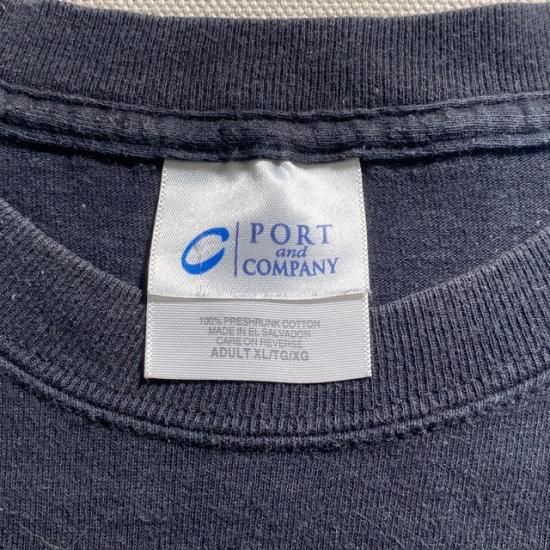 PORT
and
COMPANY
100% PRESHRUNK COTTON
MADE IN EL SALVADOR
CARE ON REVERSE
ADULT XL/TG/XG